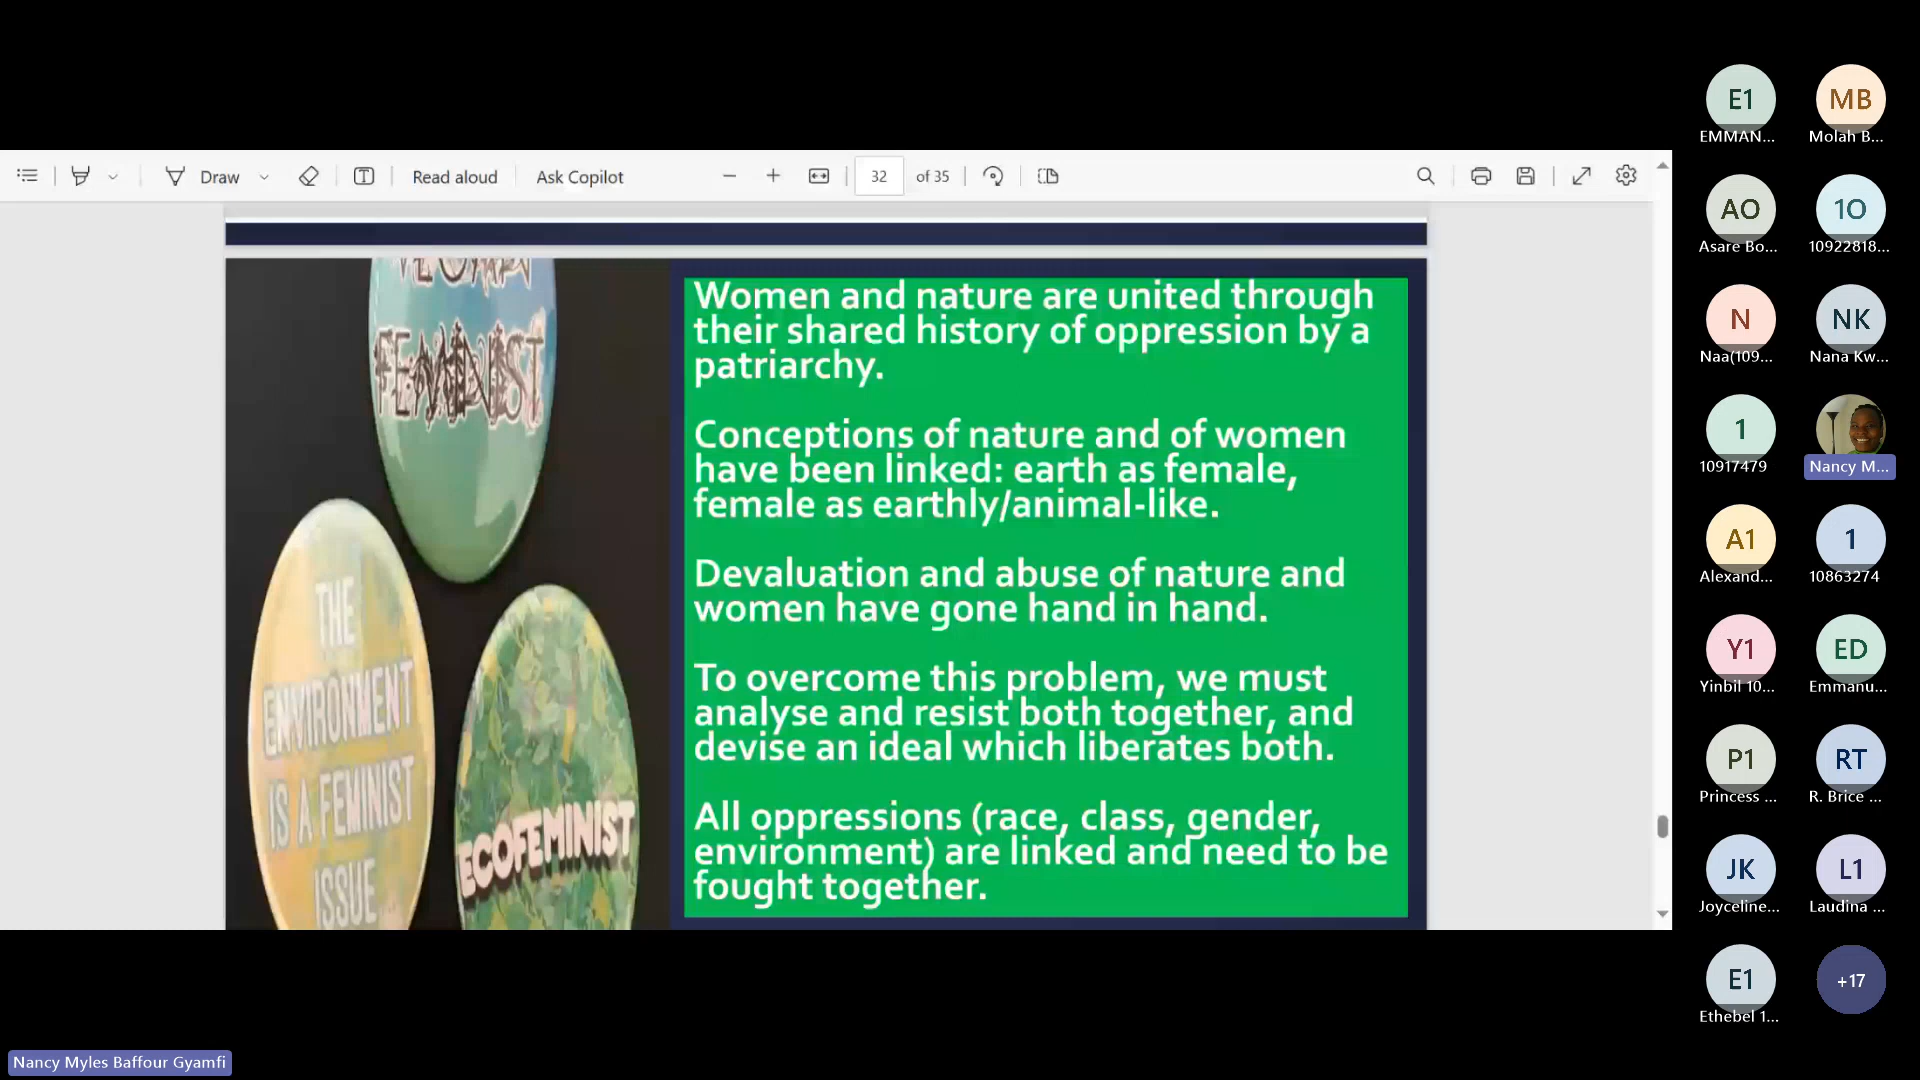 Draw
Read aloud
Ask Copilot
32
of 35
FEMINIST
THE
ENVIRONMENT
IS A FEMINIST
ISSUE
ECOFEMINIST
Women and nature are united through
their shared history of oppression by a
patriarchy.
Conceptions of nature and of women
have been linked: earth as female,
female as earthly/animal-like.
Devaluation and abuse of nature and
women have gone hand in hand.
To overcome this problem, we must
analyse and resist both together, and
devise an ideal which liberates both.
All oppressions (race, class, gender,
environment) are linked and need to be
fought together.
E1
EMMAN...
MB
Molah B...
AO
Asare Bo...
1O
10922818...
N
Naa(109...
NK
Nana Kw...
1
10917479
Nancy M...
A1
Alexand...
1
10863274
Y1
Yinbil 10...
ED
Emmanu...
P1
Princess ...
RT
R. Brice ...
JK
Joyceline...
L1
Laudina ...
E1
Ethebel 1...
+17
Nancy Myles Baffour Gyamfi